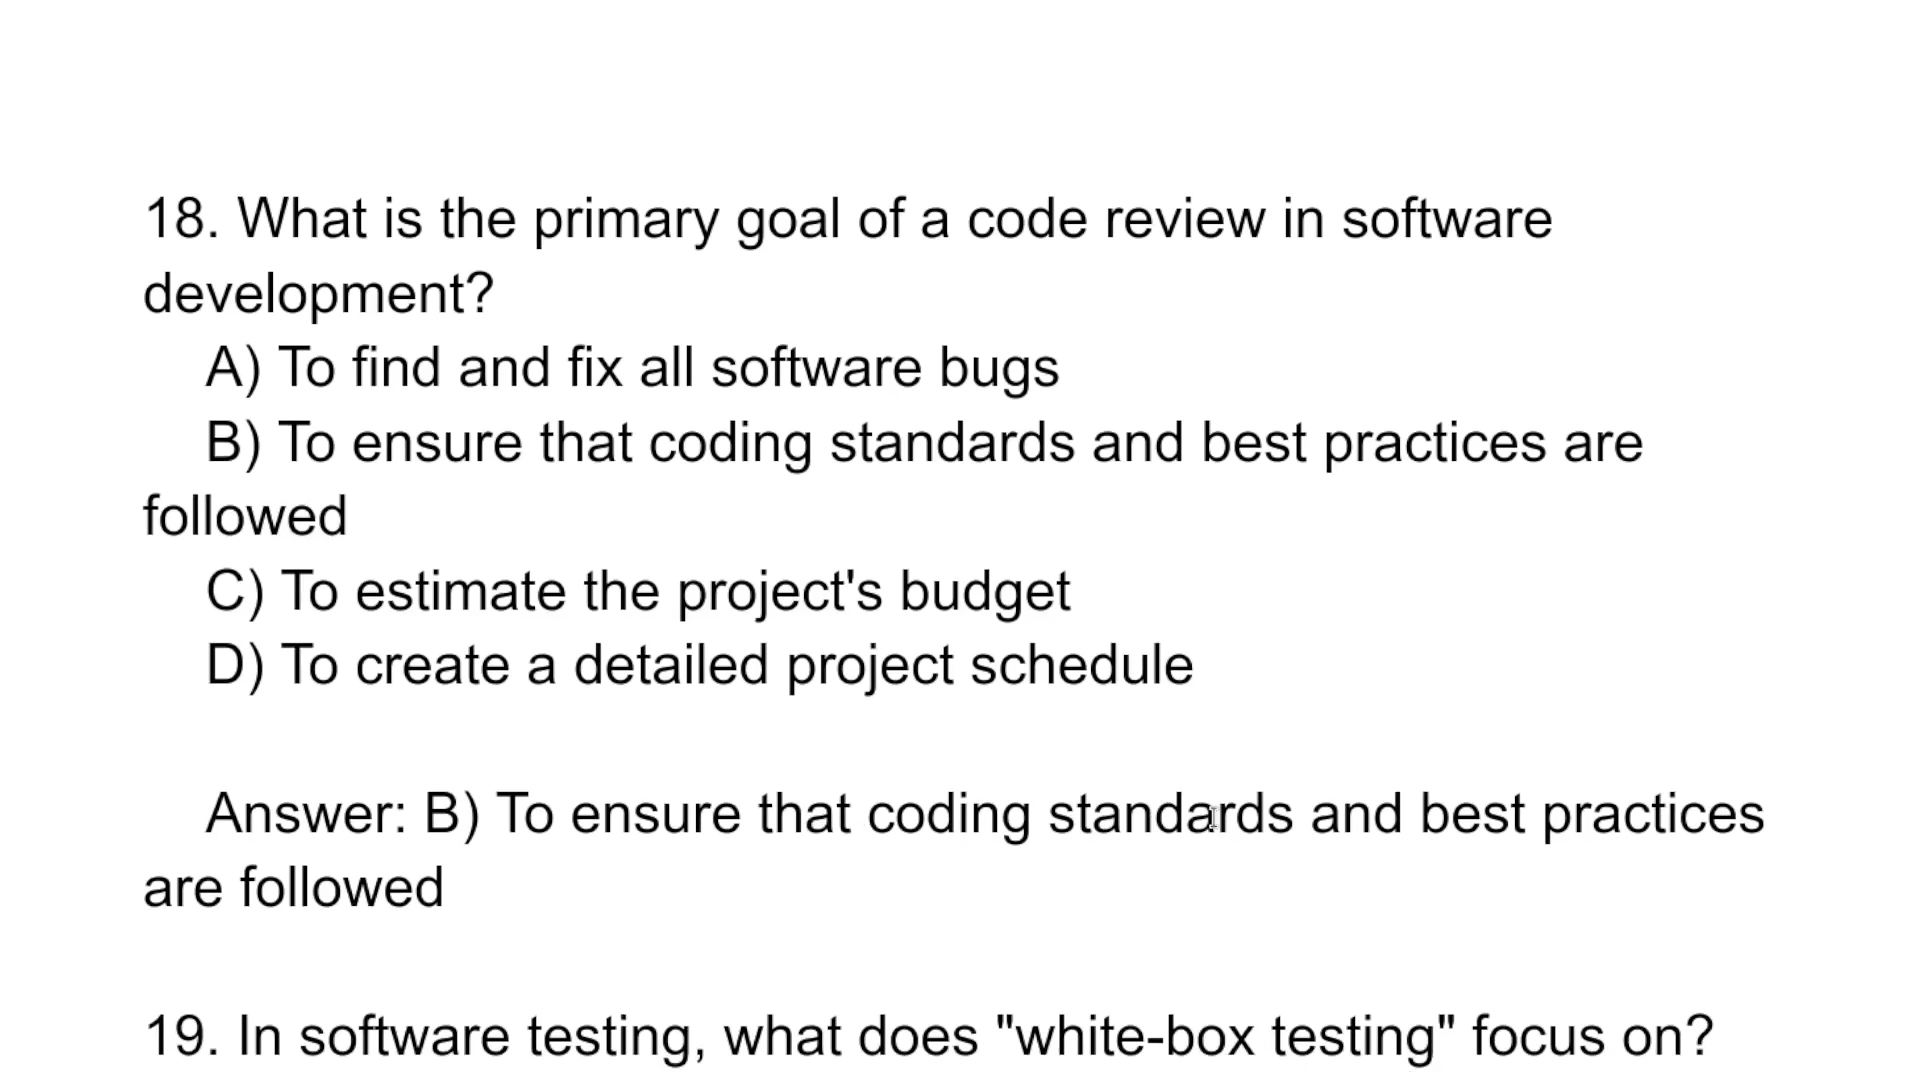 18. What is the primary goal of a code review in software
development?
A) To find and fix all software bugs
B) To ensure that coding standards and best practices are
followed
C) To estimate the project's budget
D) To create a detailed project schedule
Answer: B) To ensure that coding standards and best practices
are followed
19. In software testing, what does "white-box testing" focus on?